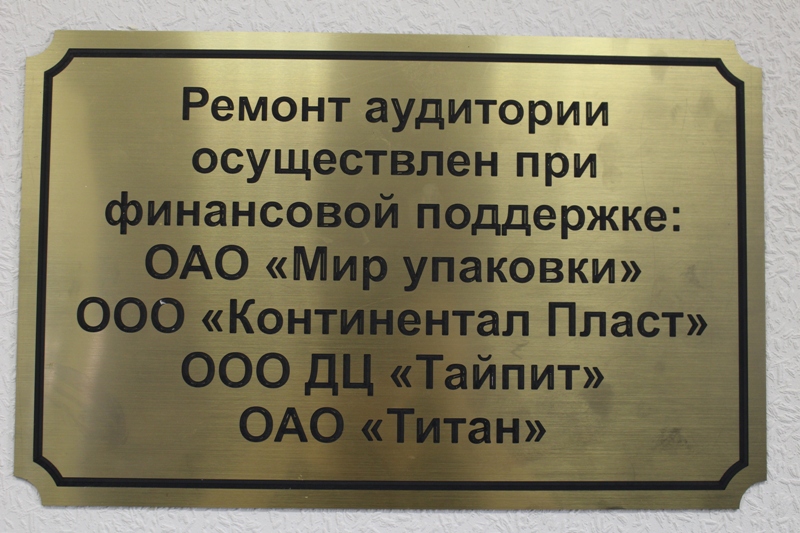 Ремонт аудитории
осуществлен при
финансовой поддержке:
ОАО «Мир упаковки»
ООО «Континентал Пласт»
ООО ДЦ «Тайпит»
ОАО «Титан»